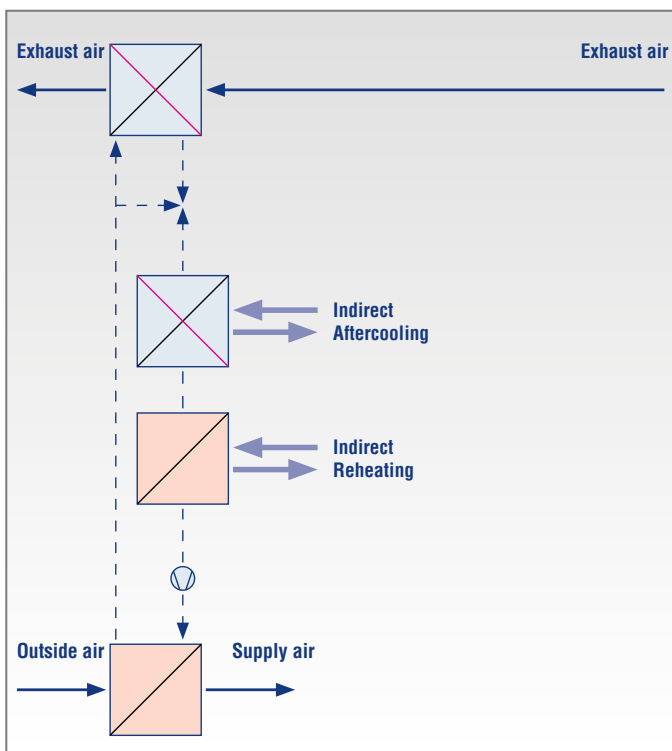 Exhaust air
Exhaust air
Indirect
Aftercooling
Indirect
Reheating
Outside air
Supply air